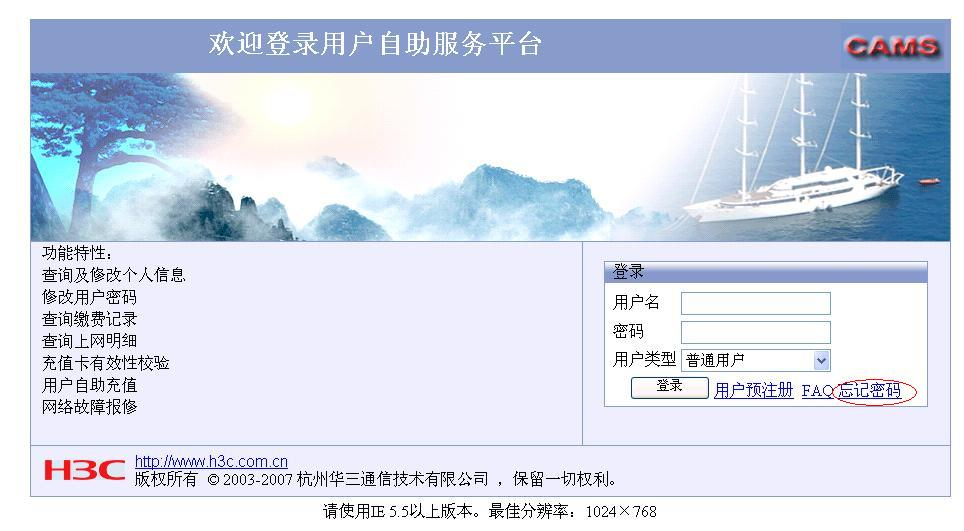 欢迎登录用户自助服务平台
CAMS
功能特性：
查询及修改个人信息
修改用户密码
查询缴费记录
查询上网明细
充值卡有效性校验
用户自助充值
网络故障报修
登录
用户名
密码
用户类型 普通用户
登录 用户预注册 FAQ 忘记密码
H3C
http://www.h3c.com.cn
版权所有 © 2003-2007 杭州华三通信技术有限公司 ，保留一切权利。
请使用IE 5.5以上版本。最佳分辨率：1024×768